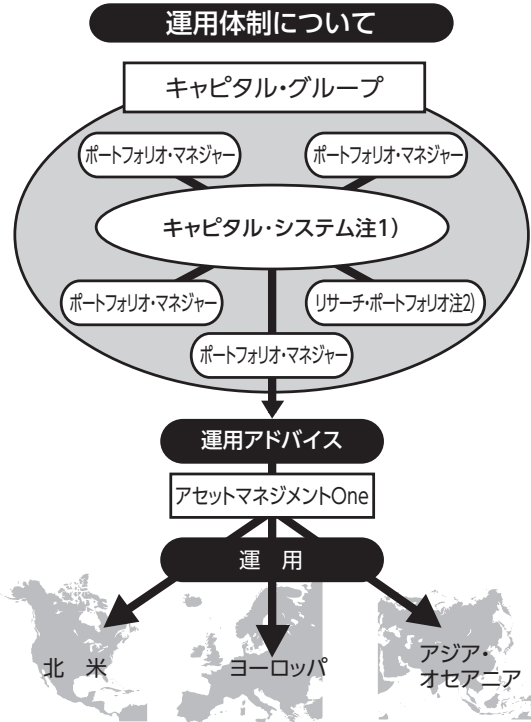 運用体制について
キャピタル・グループ
ポートフォリオ・マネジャー
ポートフォリオ・マネジャー
キャピタル・システム注1)
ポートフォリオ・マネジャー
リサーチ・ポートフォリオ注2)
ポートフォリオ・マネジャー
運用アドバイス
アセットマネジメントOne
運　用
北　米
ヨーロッパ
アジア・
オセアニア